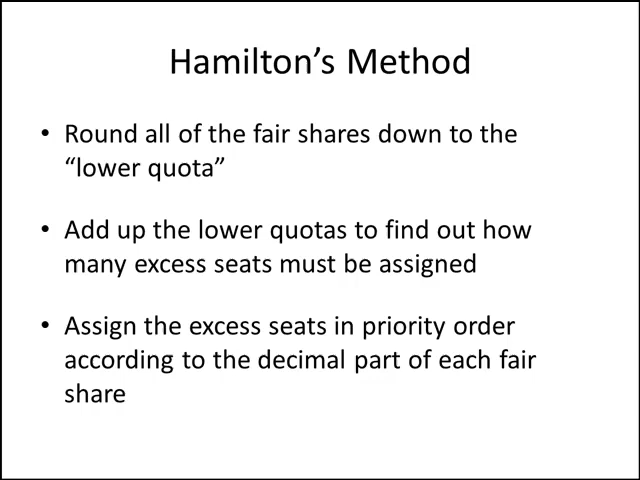 Hamilton’s Method
• Round all of the fair shares down to the
“lower quota”
• Add up the lower quotas to find out how
many excess seats must be assigned
• Assign the excess seats in priority order
according to the decimal part of each fair
share